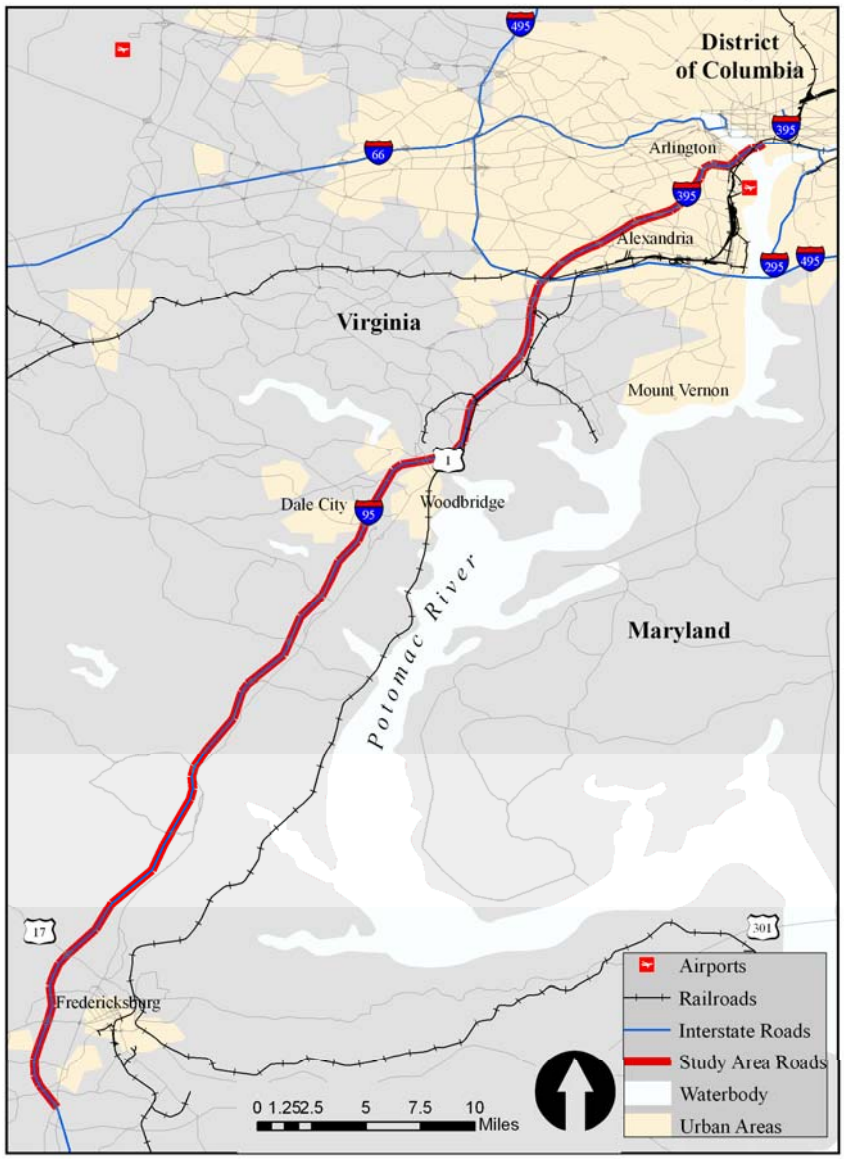 495
District
of Columbia
395
66
Arlington
395
Alexandria
295
495
Virginia
Mount Vernon
1
Dale City
Woodbridge
95
Potomac River
Maryland
17
301
Fredericksburg
Airports
Railroads
Interstate Roads
Study Area Roads
Waterbody
Urban Areas
0 1.252.5 5 7.5 10
Miles